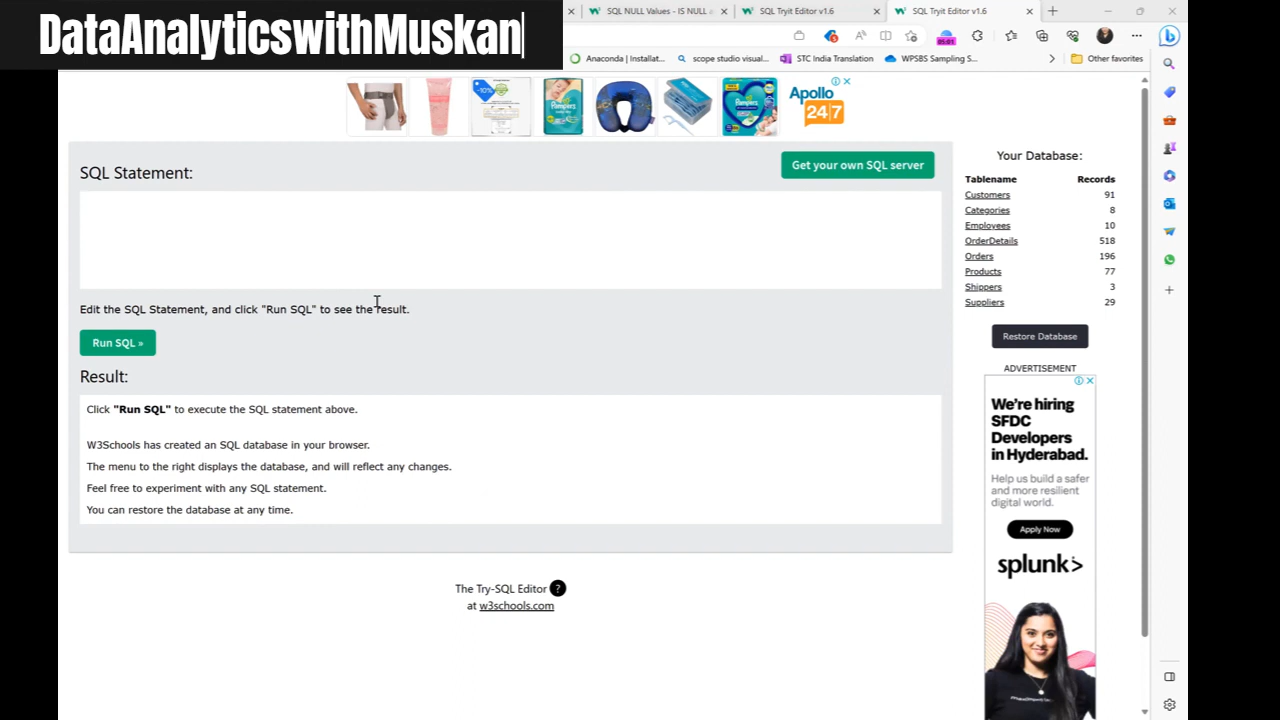 DataAnalyticswithMuskan
SQL NULL Values - IS NULL a
SQL Tryit Editor v1.6
SQL Tryit Editor v1.6
Anaconda | Installat...
scope studio visual...
STC India Translation
WPSBS Sampling S...
Other favorites
-10%
Pampers
Pampers
Apollo
24|7
SQL Statement:
Get your own SQL server
Edit the SQL Statement, and click "Run SQL" to see the result.
Run SQL »
Result:
Click "Run SQL" to execute the SQL statement above.
W3Schools has created an SQL database in your browser.
The menu to the right displays the database, and will reflect any changes.
Feel free to experiment with any SQL statement.
You can restore the database at any time.
The Try-SQL Editor ?
at w3schools.com
Your Database:
Tablename Records
Customers 91
Categories 8
Employees 10
OrderDetails 518
Orders 196
Products 77
Shippers 3
Suppliers 29
Restore Database
ADVERTISEMENT
We're hiring
SFDC
Developers
in Hyderabad.
Help us build a safer
and more resilient
digital world.
Apply Now
splunk>